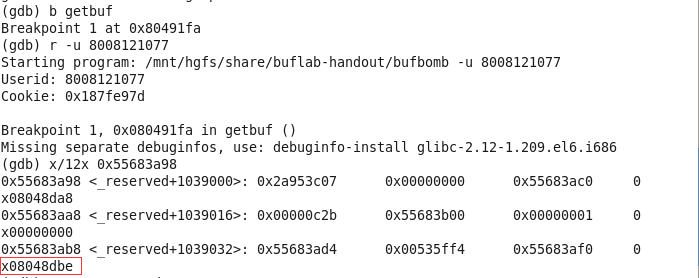 (gdb) b getbuf
Breakpoint 1 at 0x80491fa
(gdb) r -u 8008121077
Starting program: /mnt/hgfs/share/buflab-handout/bufbomb -u 8008121077
Userid: 8008121077
Cookie: 0x187fe97d
Breakpoint 1, 0x080491fa in getbuf ()
Missing separate debuginfos, use: debuginfo-install glibc-2.12-1.209.el6.i686
(gdb) x/12x 0x55683a98
0x55683a98 <_reserved+1039000>: 0x2a953c07 0x00000000 0x55683ac0 0
x08048da8
0x55683aa8 <_reserved+1039016>: 0x00000c2b 0x55683b00 0x00000001 0
x00000000
0x55683ab8 <_reserved+1039032>: 0x55683ad4 0x00535ff4 0x55683af0 0
x08048dbe